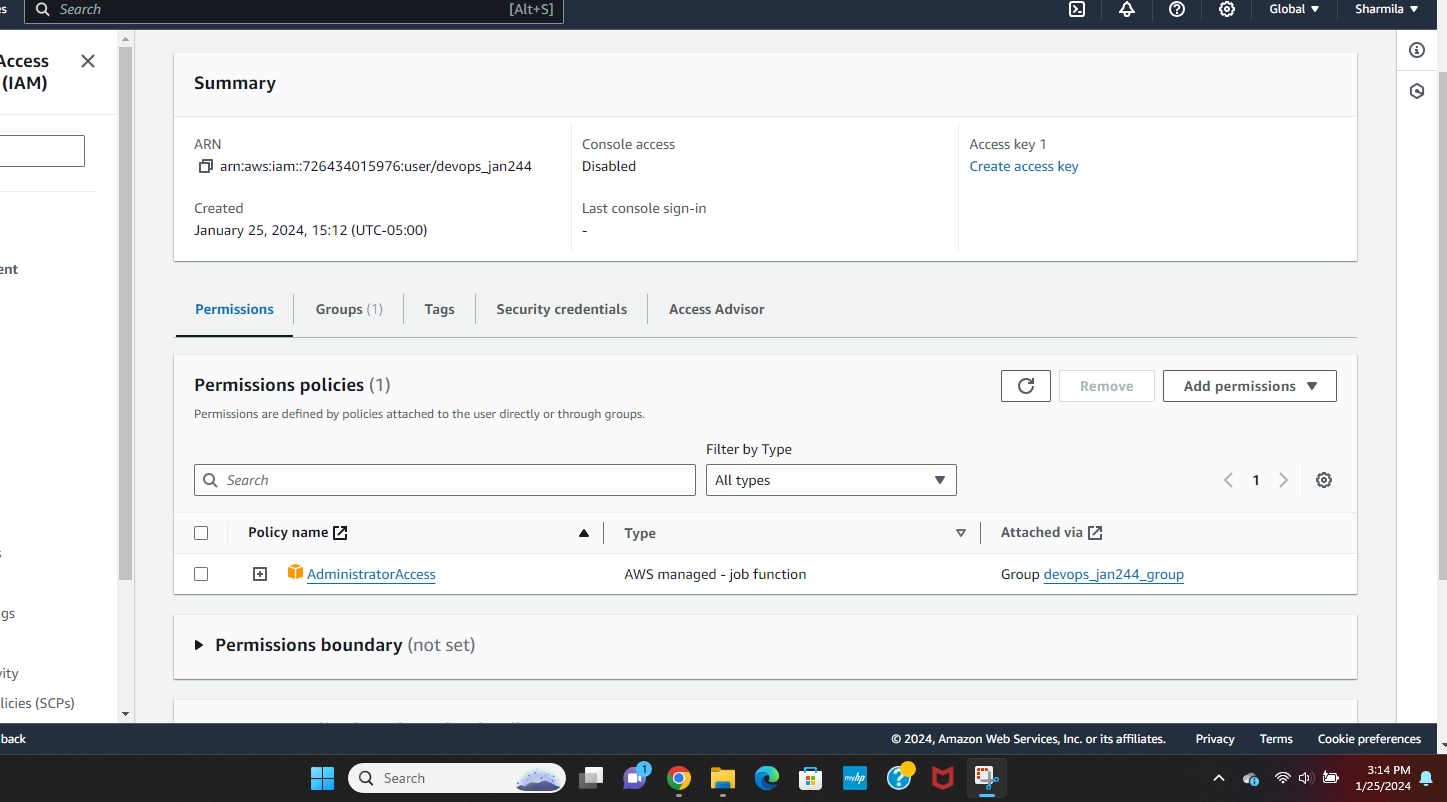 es
Search
[Alt+S]
Global
Sharmila
Access
(IAM)
ent
s
gs
vity
licies (SCPs)
back
Summary
ARN
arn:aws:iam::726434015976:user/devops_jan244
Console access
Disabled
Access key 1
Create access key
Created
January 25, 2024, 15:12 (UTC-05:00)
Last console sign-in
-
Permissions
Groups (1)
Tags
Security credentials
Access Advisor
Permissions policies (1)
Remove
Add permissions
Permissions are defined by policies attached to the user directly or through groups.
Filter by Type
Search
All types
1
Policy name
Type
Attached via
AdministratorAccess
AWS managed - job function
Group devops_jan244_group
Permissions boundary (not set)
© 2024, Amazon Web Services, Inc. or its affiliates.
Privacy
Terms
Cookie preferences
Search
1
myhp
3:14 PM
1/25/2024